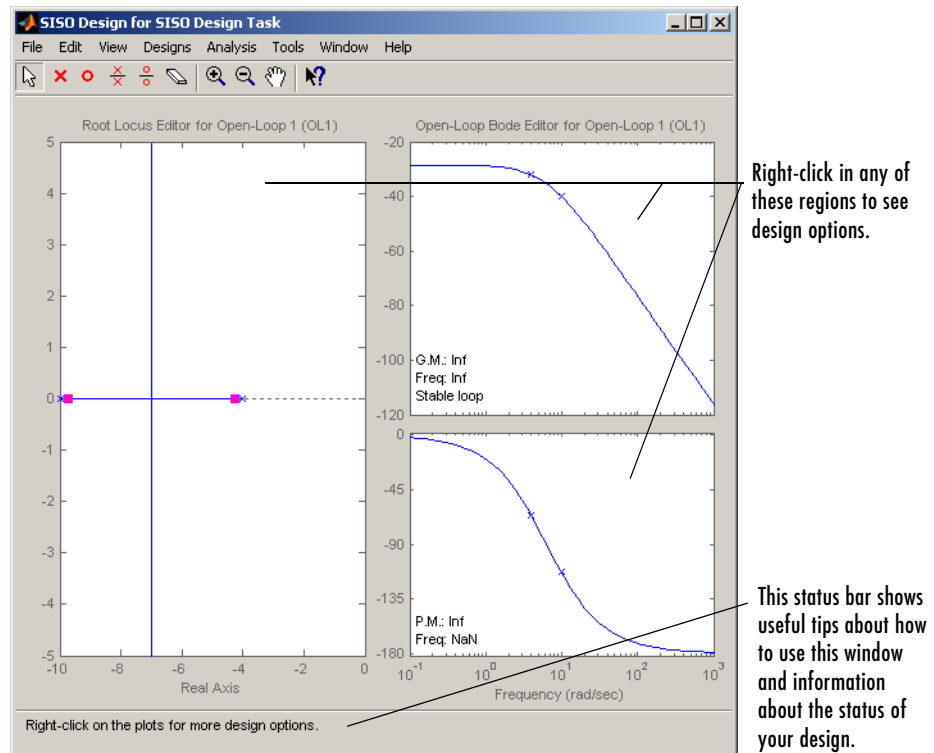 SISO Design for SISO Design Task
File Edit View Designs Analysis Tools Window Help
Root Locus Editor for Open-Loop 1 (OL1)
5
4
3
2
1
0
-1
-2
-3
-4
-5
-10 -8 -6 -4 -2 0
Real Axis
Open-Loop Bode Editor for Open-Loop 1 (OL1)
-20
-40
-60
-80
-100
-120
G.M.: Inf
Freq: Inf
Stable loop
0
-45
-90
-135
-180
P.M.: Inf
Freq: NaN
10^-1 10^0 10^1 10^2 10^3
Frequency (rad/sec)
Right-click on the plots for more design options.
Right-click in any of
these regions to see
design options.
This status bar shows
useful tips about how
to use this window
and information
about the status of
your design.